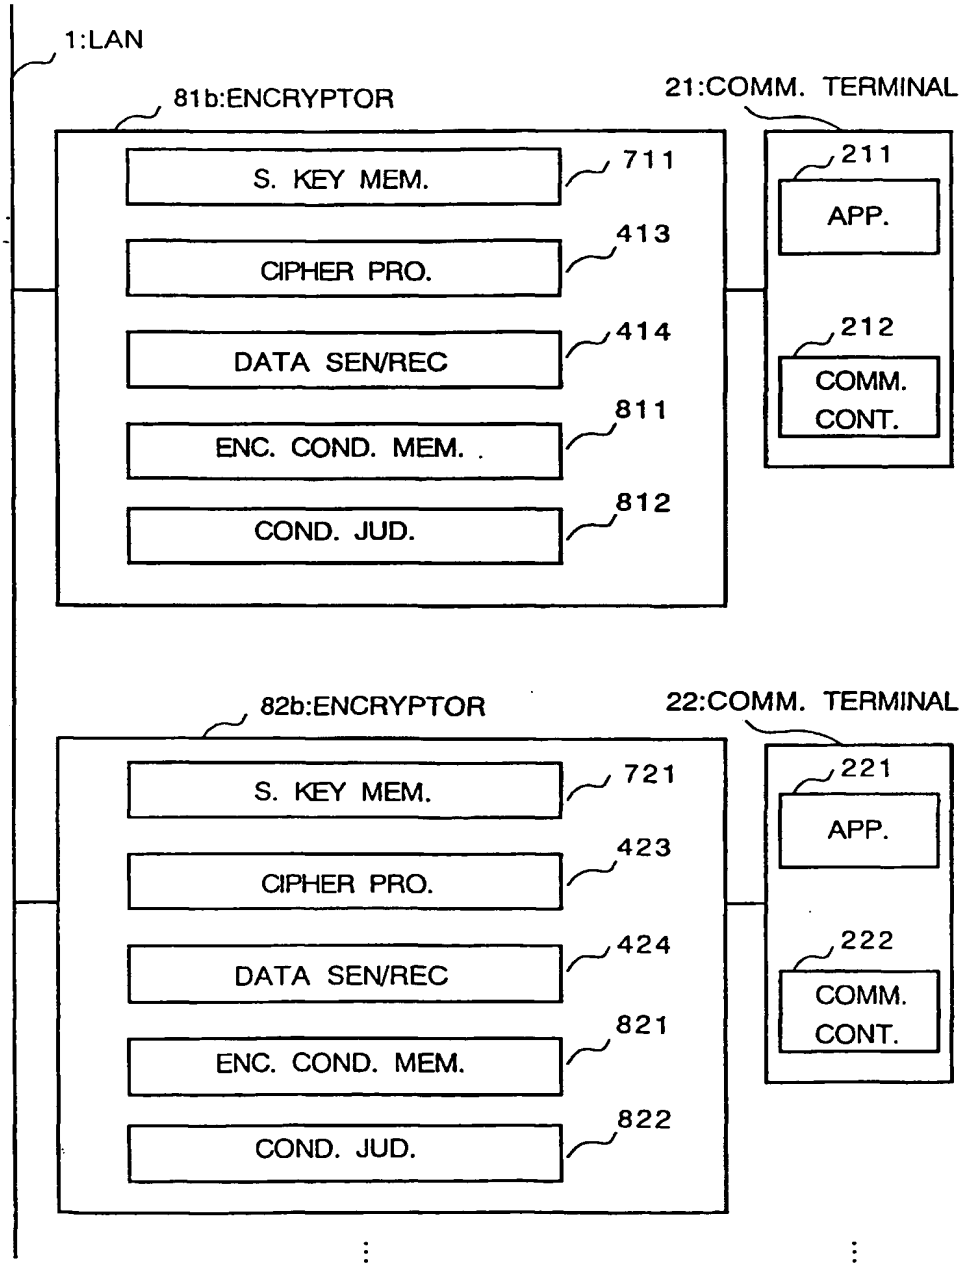 1:LAN
81b:ENCRYPTOR
21:COMM. TERMINAL
S. KEY MEM.
711
211
APP.
CIPHER PRO.
413
DATA SEN/REC
414
212
COMM.
CONT.
ENC. COND. MEM.
811
COND. JUD.
812
82b:ENCRYPTOR
22:COMM. TERMINAL
S. KEY MEM.
721
221
APP.
CIPHER PRO.
423
DATA SEN/REC
424
222
COMM.
CONT.
ENC. COND. MEM.
821
COND. JUD.
822